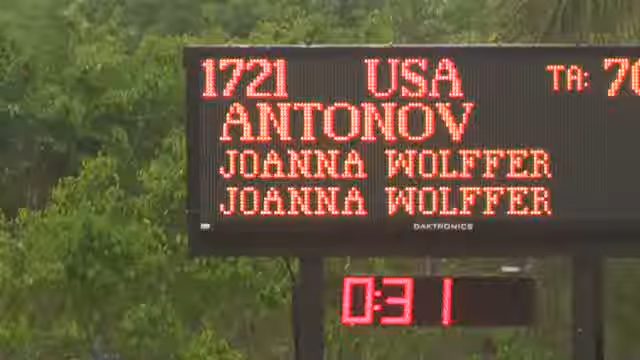 1721 USA TA: 70
ANTONOV
JOANNA WOLFFER
JOANNA WOLFFER
DAKTRONICS
0:31